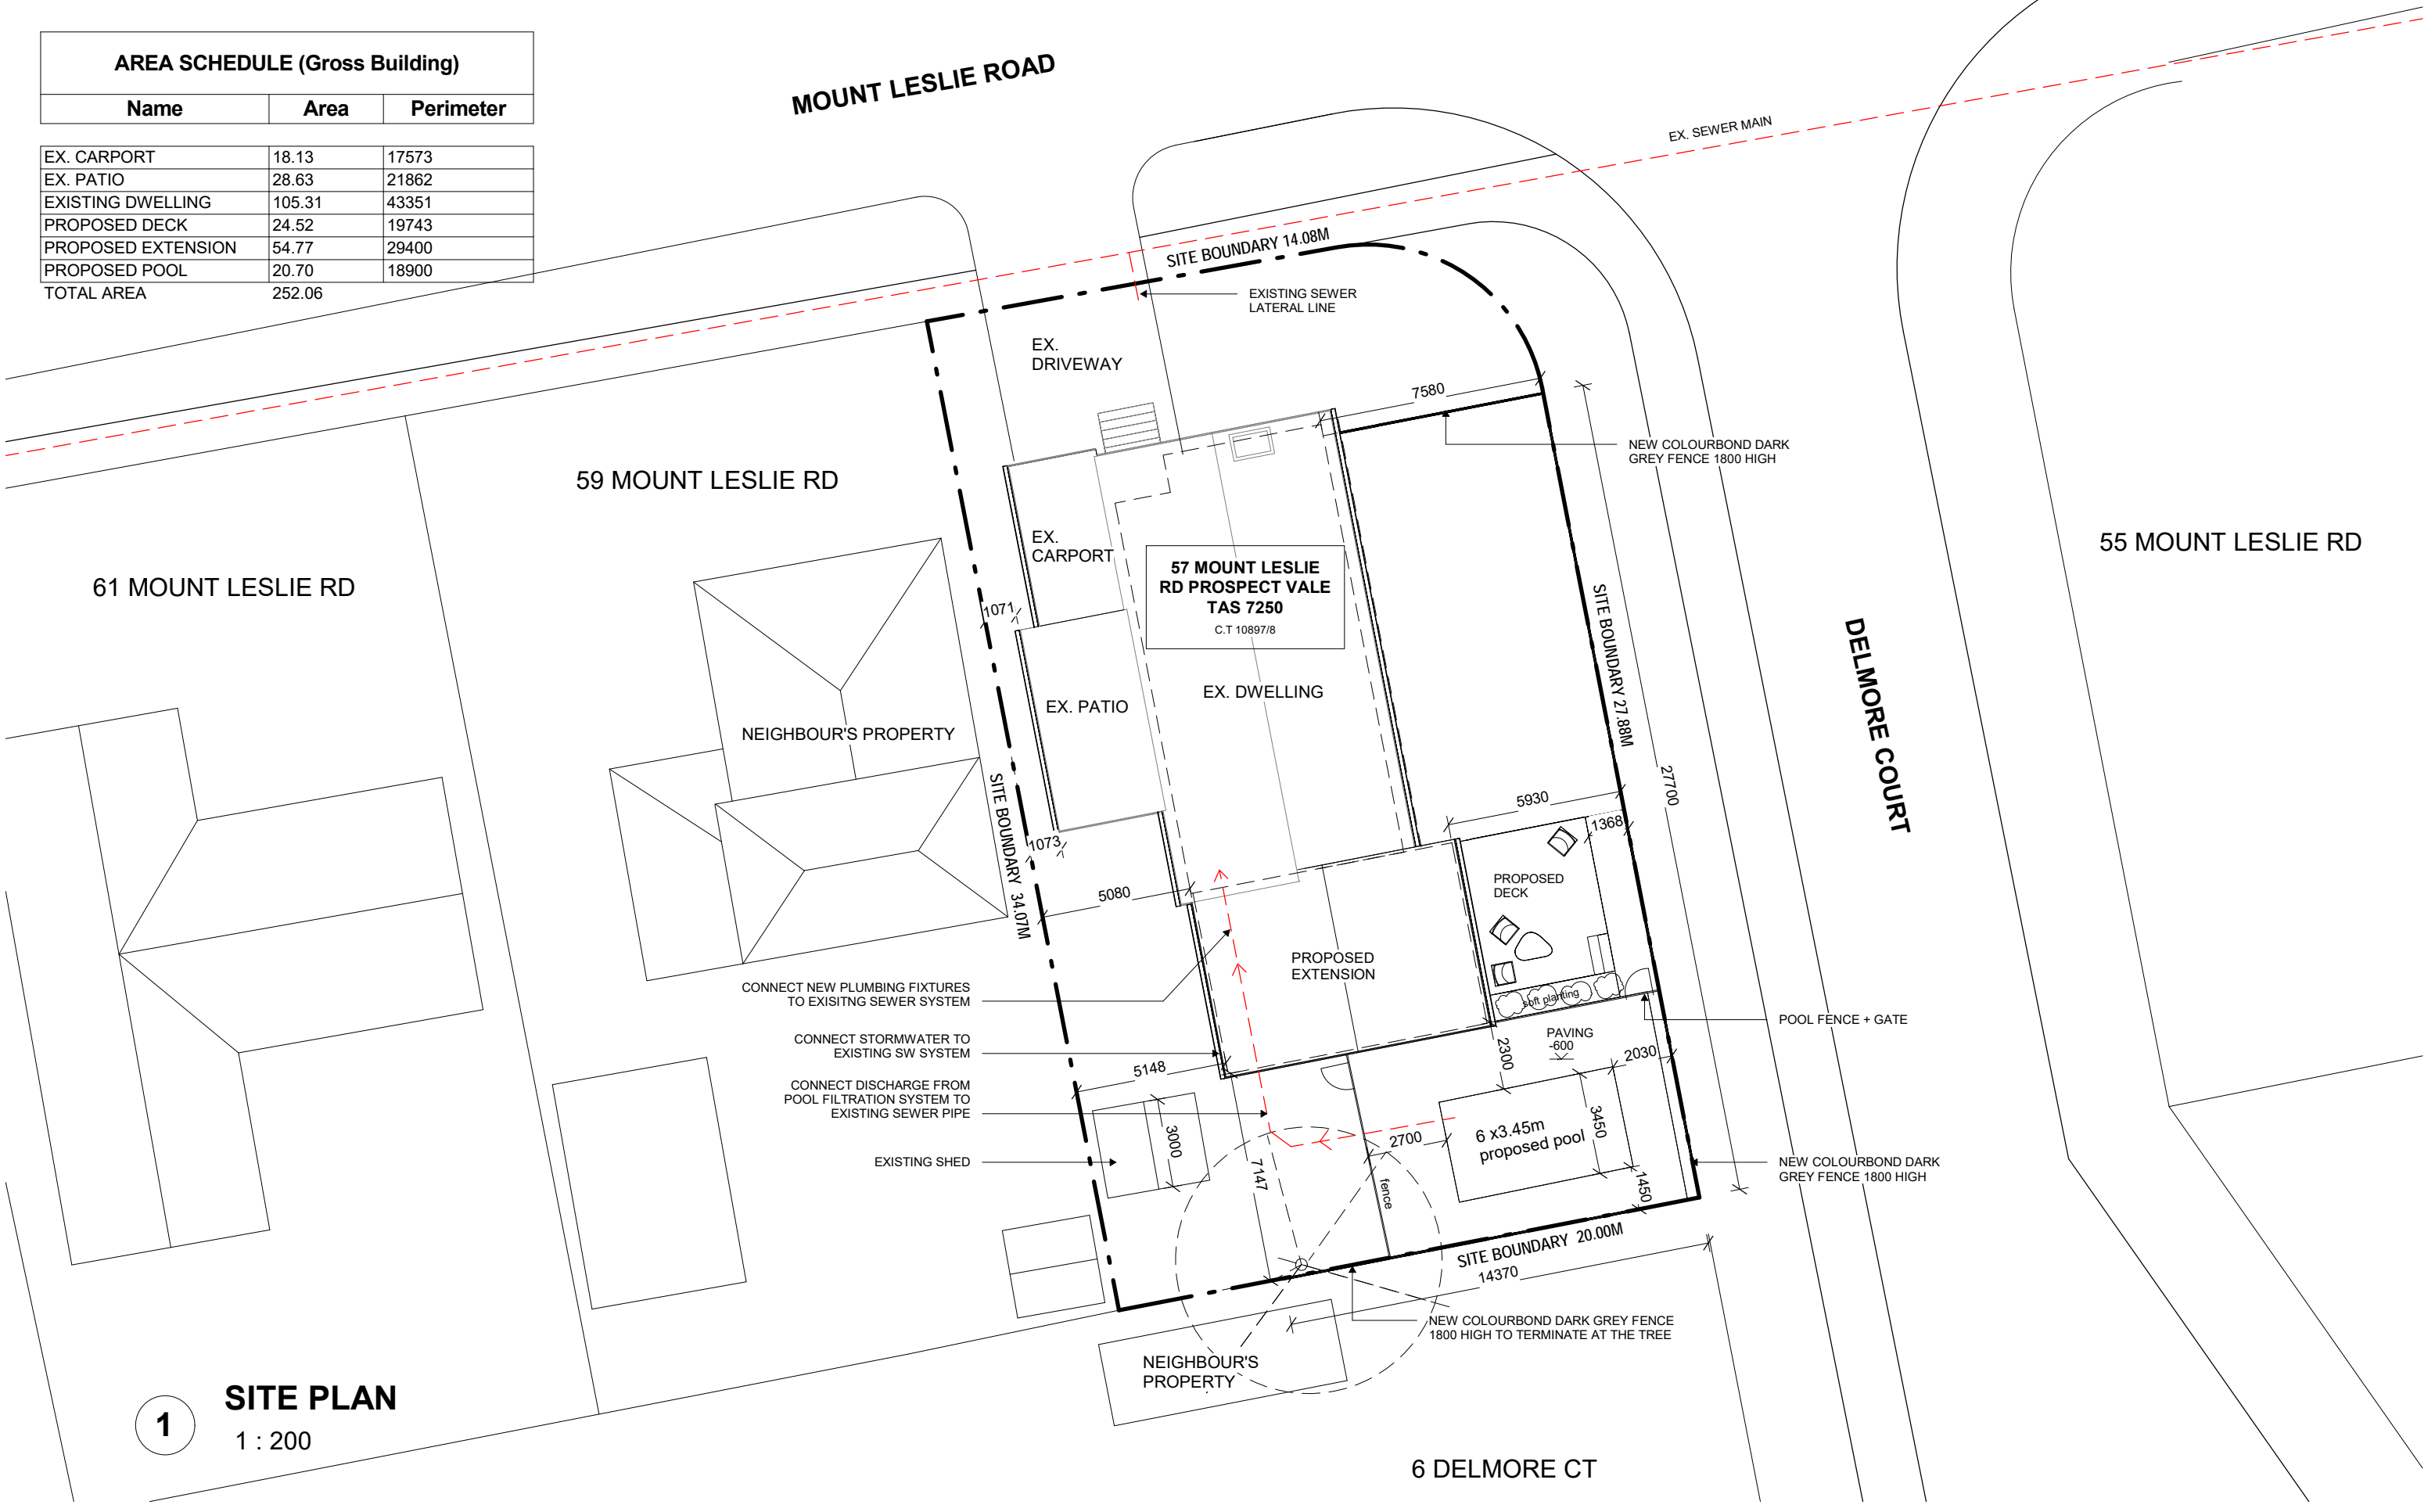 AREA SCHEDULE (Gross Building)
Name Area Perimeter
EX. CARPORT 18.13 17573
EX. PATIO 28.63 21862
EXISTING DWELLING 105.31 43351
PROPOSED DECK 24.52 19743
PROPOSED EXTENSION 54.77 29400
PROPOSED POOL 20.70 18900
TOTAL AREA 252.06
MOUNT LESLIE ROAD
EX. SEWER MAIN
SITE BOUNDARY 14.08M
EXISTING SEWER
LATERAL LINE
EX.
DRIVEWAY
7580
NEW COLOURBOND DARK
GREY FENCE 1800 HIGH
59 MOUNT LESLIE RD
61 MOUNT LESLIE RD
55 MOUNT LESLIE RD
EX.
CARPORT
57 MOUNT LESLIE
RD PROSPECT VALE
TAS 7250
C.T 10897/8
1071
SITE BOUNDARY 27.88M
DELMORE COURT
EX. PATIO
EX. DWELLING
NEIGHBOUR'S PROPERTY
SITE BOUNDARY 34.07M
27700
5930
1368
1073
5080
PROPOSED
DECK
PROPOSED
EXTENSION
soft planting
CONNECT NEW PLUMBING FIXTURES
TO EXISITNG SEWER SYSTEM
POOL FENCE + GATE
PAVING
-600
CONNECT STORMWATER TO
EXISTING SW SYSTEM
2300
2030
5148
CONNECT DISCHARGE FROM
POOL FILTRATION SYSTEM TO
EXISTING SEWER PIPE
3000
2700
6 x3.45m
proposed pool
3450
EXISTING SHED
7147
fence
1450
NEW COLOURBOND DARK
GREY FENCE 1800 HIGH
SITE BOUNDARY 20.00M
14370
NEW COLOURBOND DARK GREY FENCE
1800 HIGH TO TERMINATE AT THE TREE
NEIGHBOUR'S
PROPERTY
1
SITE PLAN
1 : 200
6 DELMORE CT